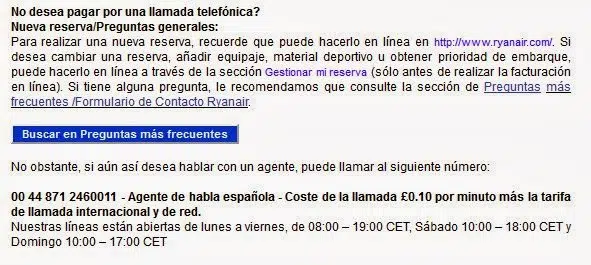 No desea pagar por una llamada telefónica?
Nueva reserva/Preguntas generales:
Para realizar una nueva reserva, recuerde que puede hacerlo en línea en http://www.ryanair.com/. Si
desea cambiar una reserva, añadir equipaje, material deportivo u obtener prioridad de embarque,
puede hacerlo en línea a través de la sección Gestionar mi reserva (sólo antes de realizar la facturación
en línea). Si tiene alguna pregunta, le recomendamos que consulte la sección de Preguntas más
frecuentes /Formulario de Contacto Ryanair.
Buscar en Preguntas más frecuentes
No obstante, si aún así desea hablar con un agente, puede llamar al siguiente número:
00 44 871 2460011 - Agente de habla española - Coste de la llamada £0.10 por minuto más la tarifa
de llamada internacional y de red.
Nuestras líneas están abiertas de lunes a viernes, de 08:00 – 19:00 CET, Sábado 10:00 – 18:00 CET y
Domingo 10:00 – 17:00 CET